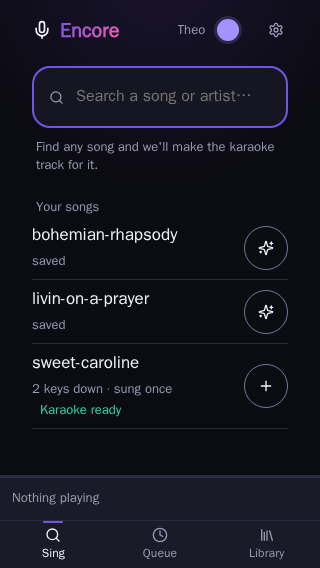 Encore
Theo
Search a song or artist···
Find any song and we'll make the karaoke
track for it.
Your songs
bohemian-rhapsody
saved
livin-on-a-prayer
saved
sweet-caroline
2 keys down · sung once
Karaoke ready
Nothing playing
Sing
Queue
Library